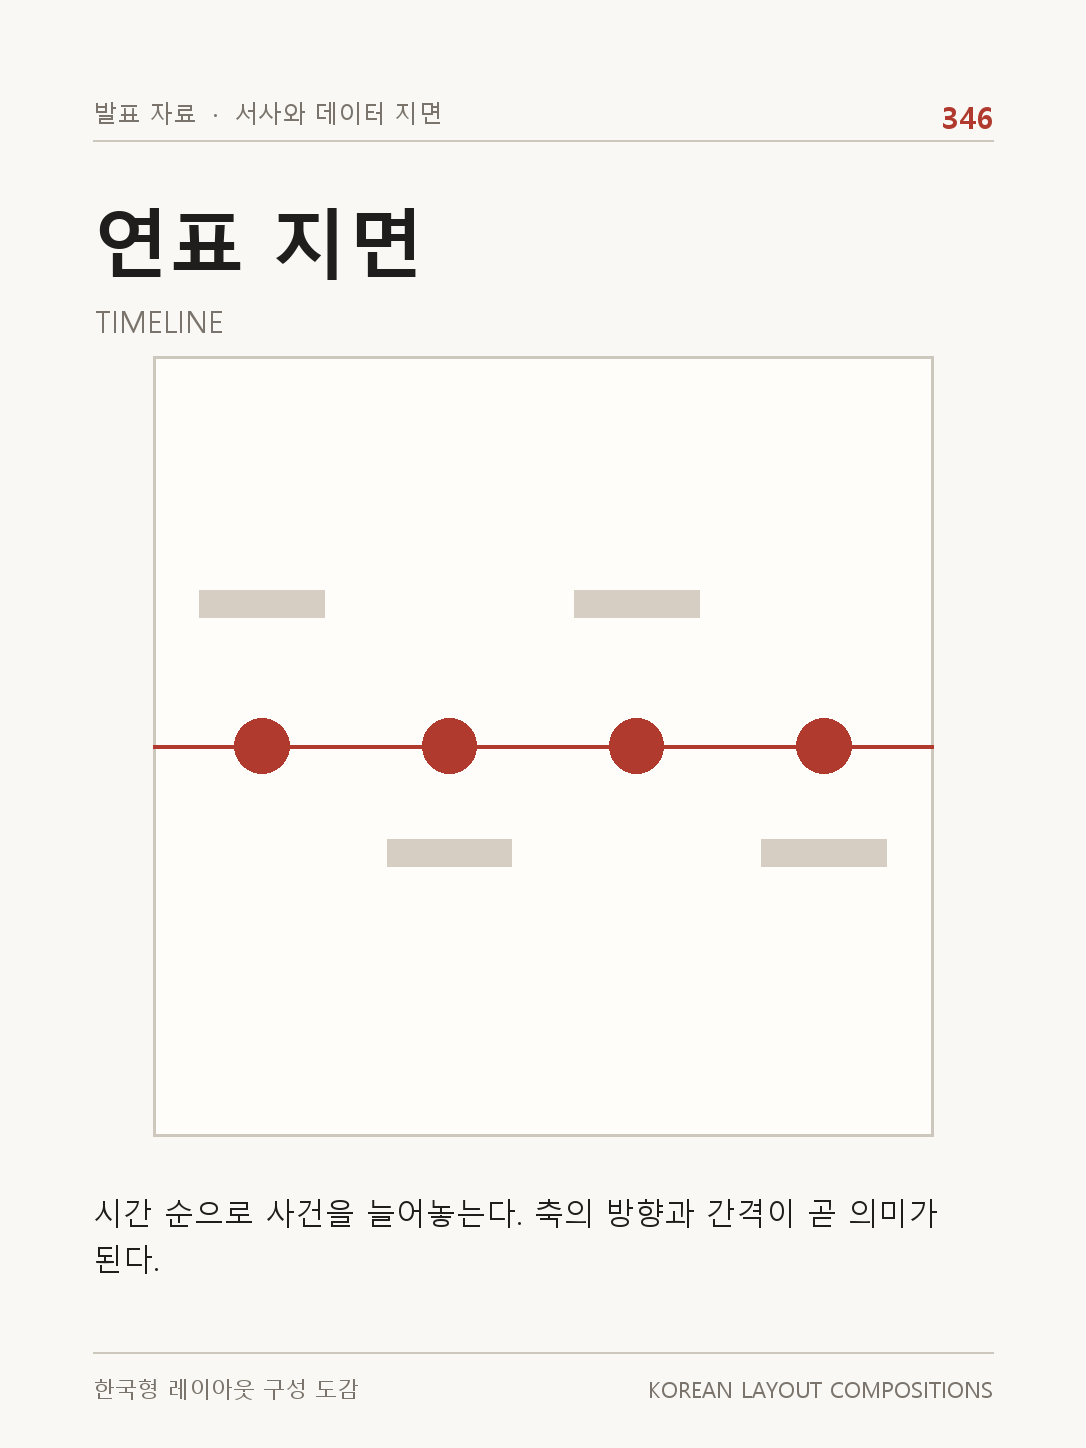 발표 자료 · 서사와 데이터 지면
346
연표 지면
TIMELINE
시간 순으로 사건을 늘어놓는다. 축의 방향과 간격이 곧 의미가
된다.
한국형 레이아웃 구성 도감
KOREAN LAYOUT COMPOSITIONS